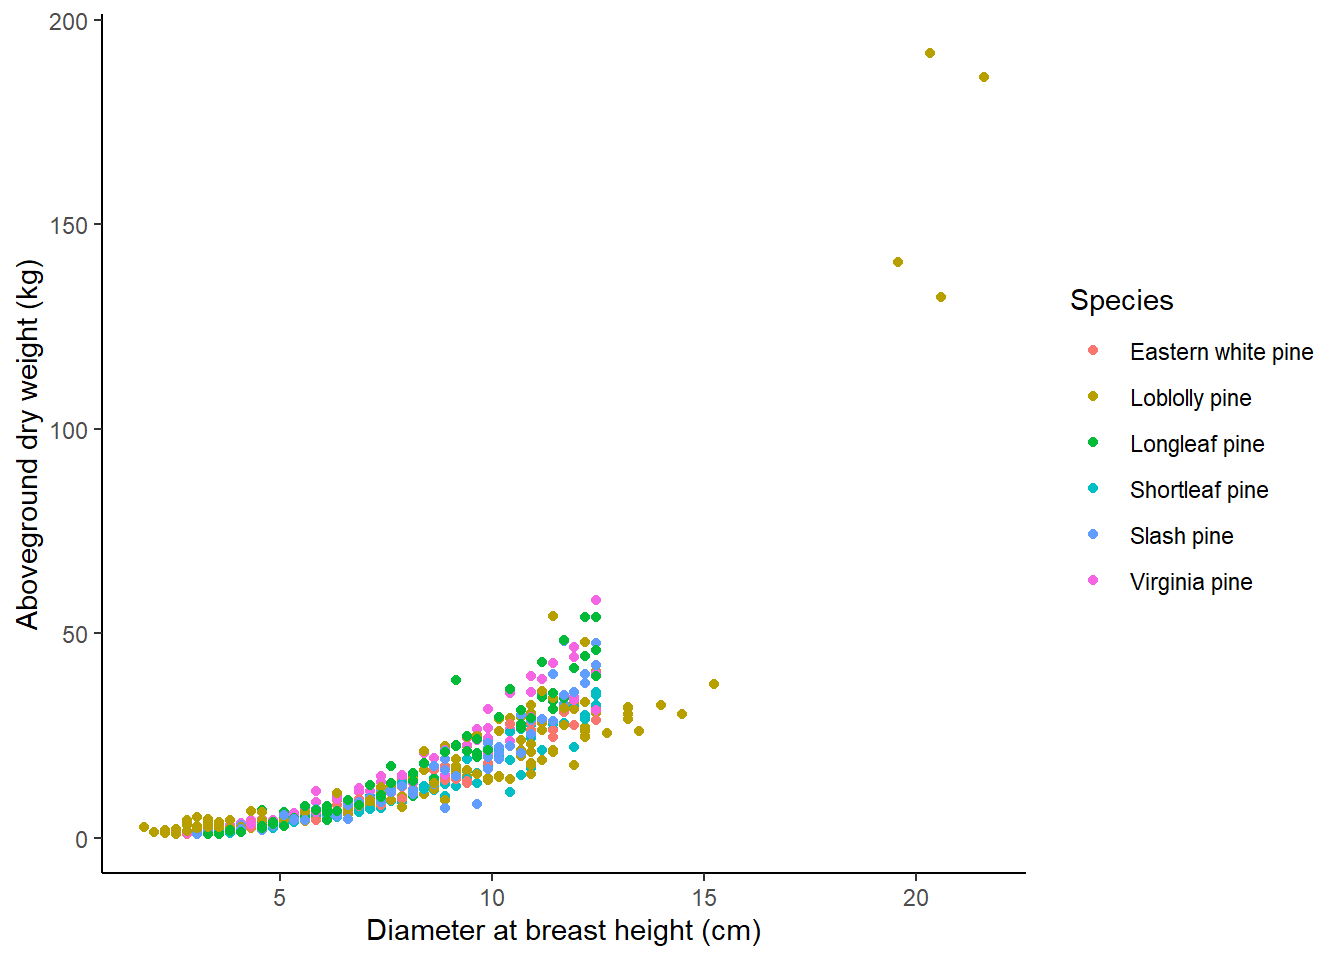 200
150
100
50
0
Aboveground dry weight (kg)
5 10 15 20
Diameter at breast height (cm)
Species
Eastern white pine
Loblolly pine
Longleaf pine
Shortleaf pine
Slash pine
Virginia pine